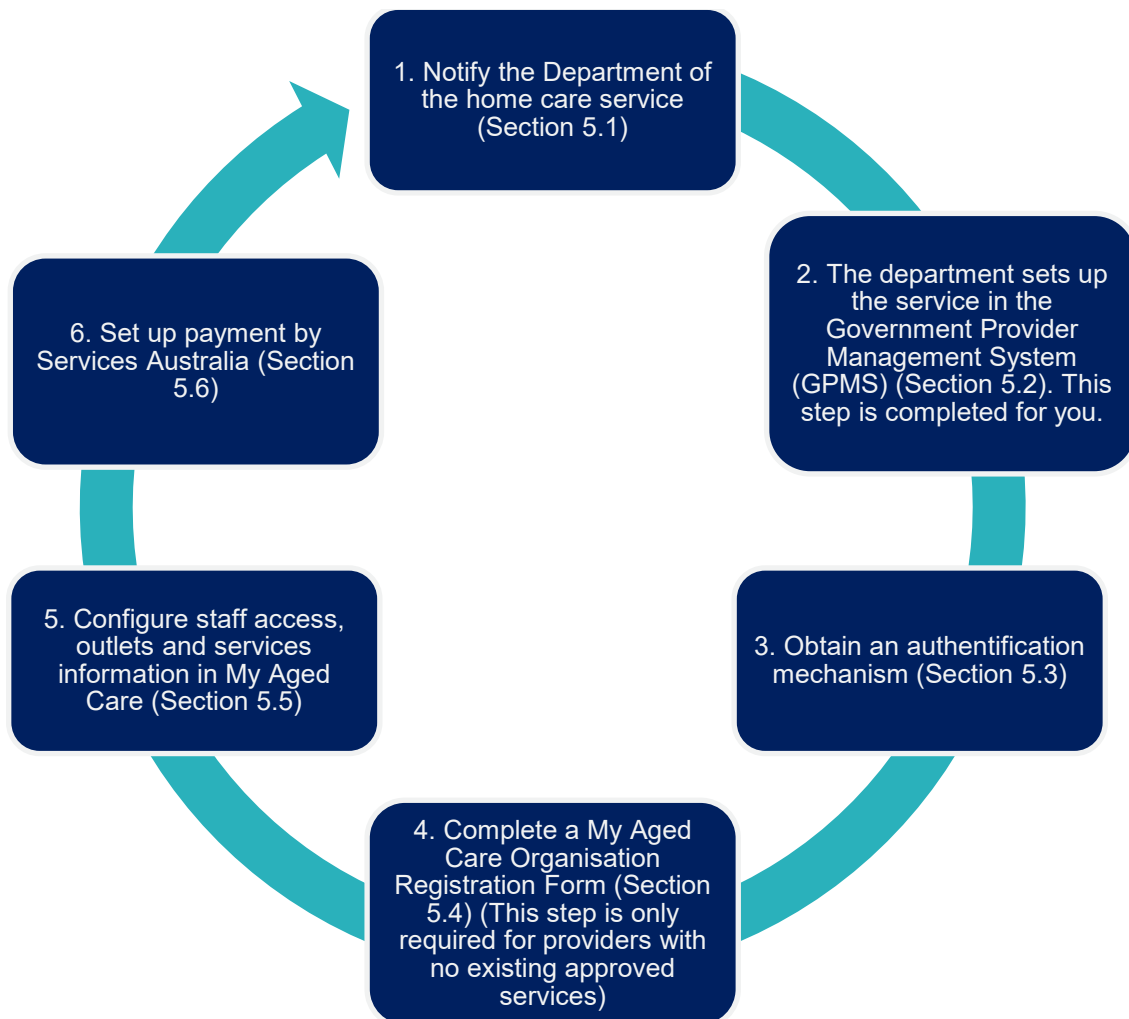 1. Notify the Department of
the home care service
(Section 5.1)
2. The department sets up
the service in the
Government Provider
Management System
(GPMS) (Section 5.2). This
step is completed for you.
3. Obtain an authentification
mechanism (Section 5.3)
4. Complete a My Aged
Care Organisation
Registration Form (Section
5.4) (This step is only
required for providers with
no existing approved
services)
5. Configure staff access,
outlets and services
information in My Aged
Care (Section 5.5)
6. Set up payment by
Services Australia (Section
5.6)